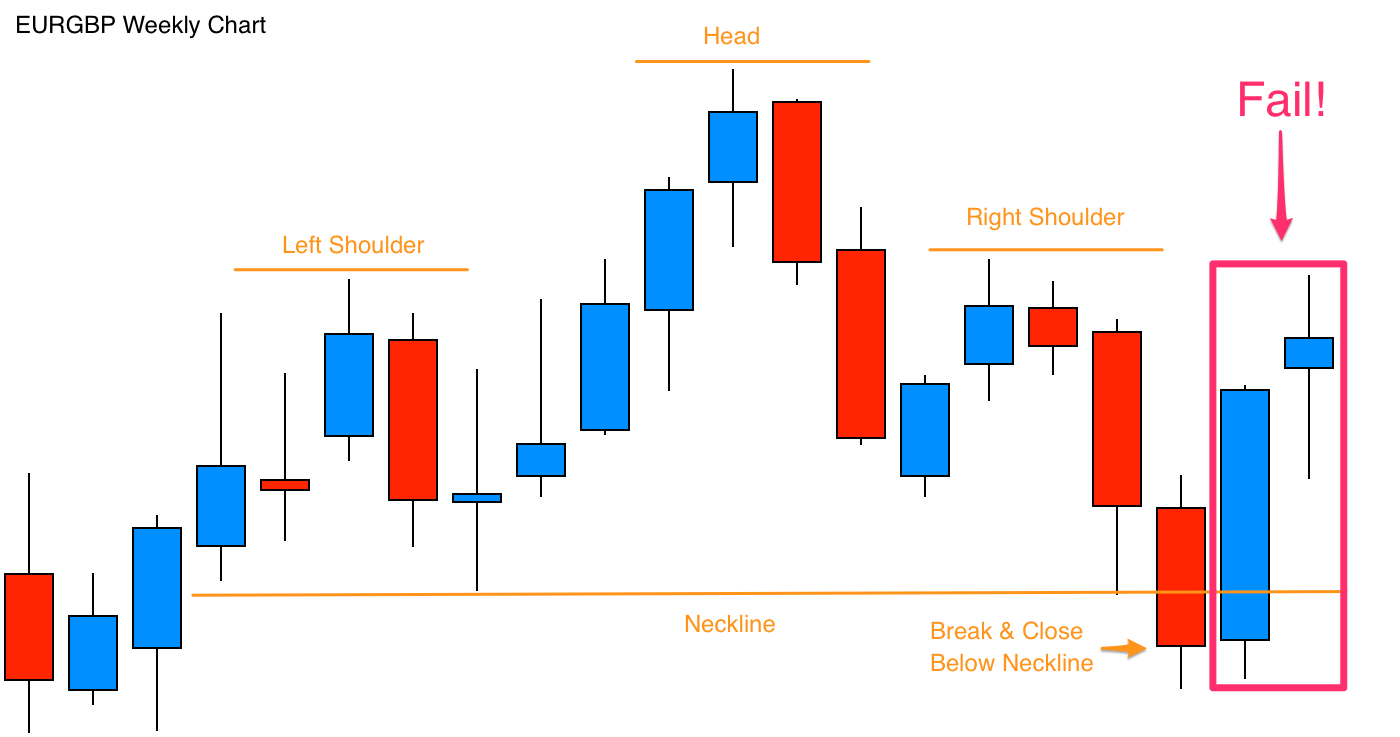 EURGBP Weekly Chart
Head
Fail!
Right Shoulder
Left Shoulder
Neckline
Break & Close
Below Neckline